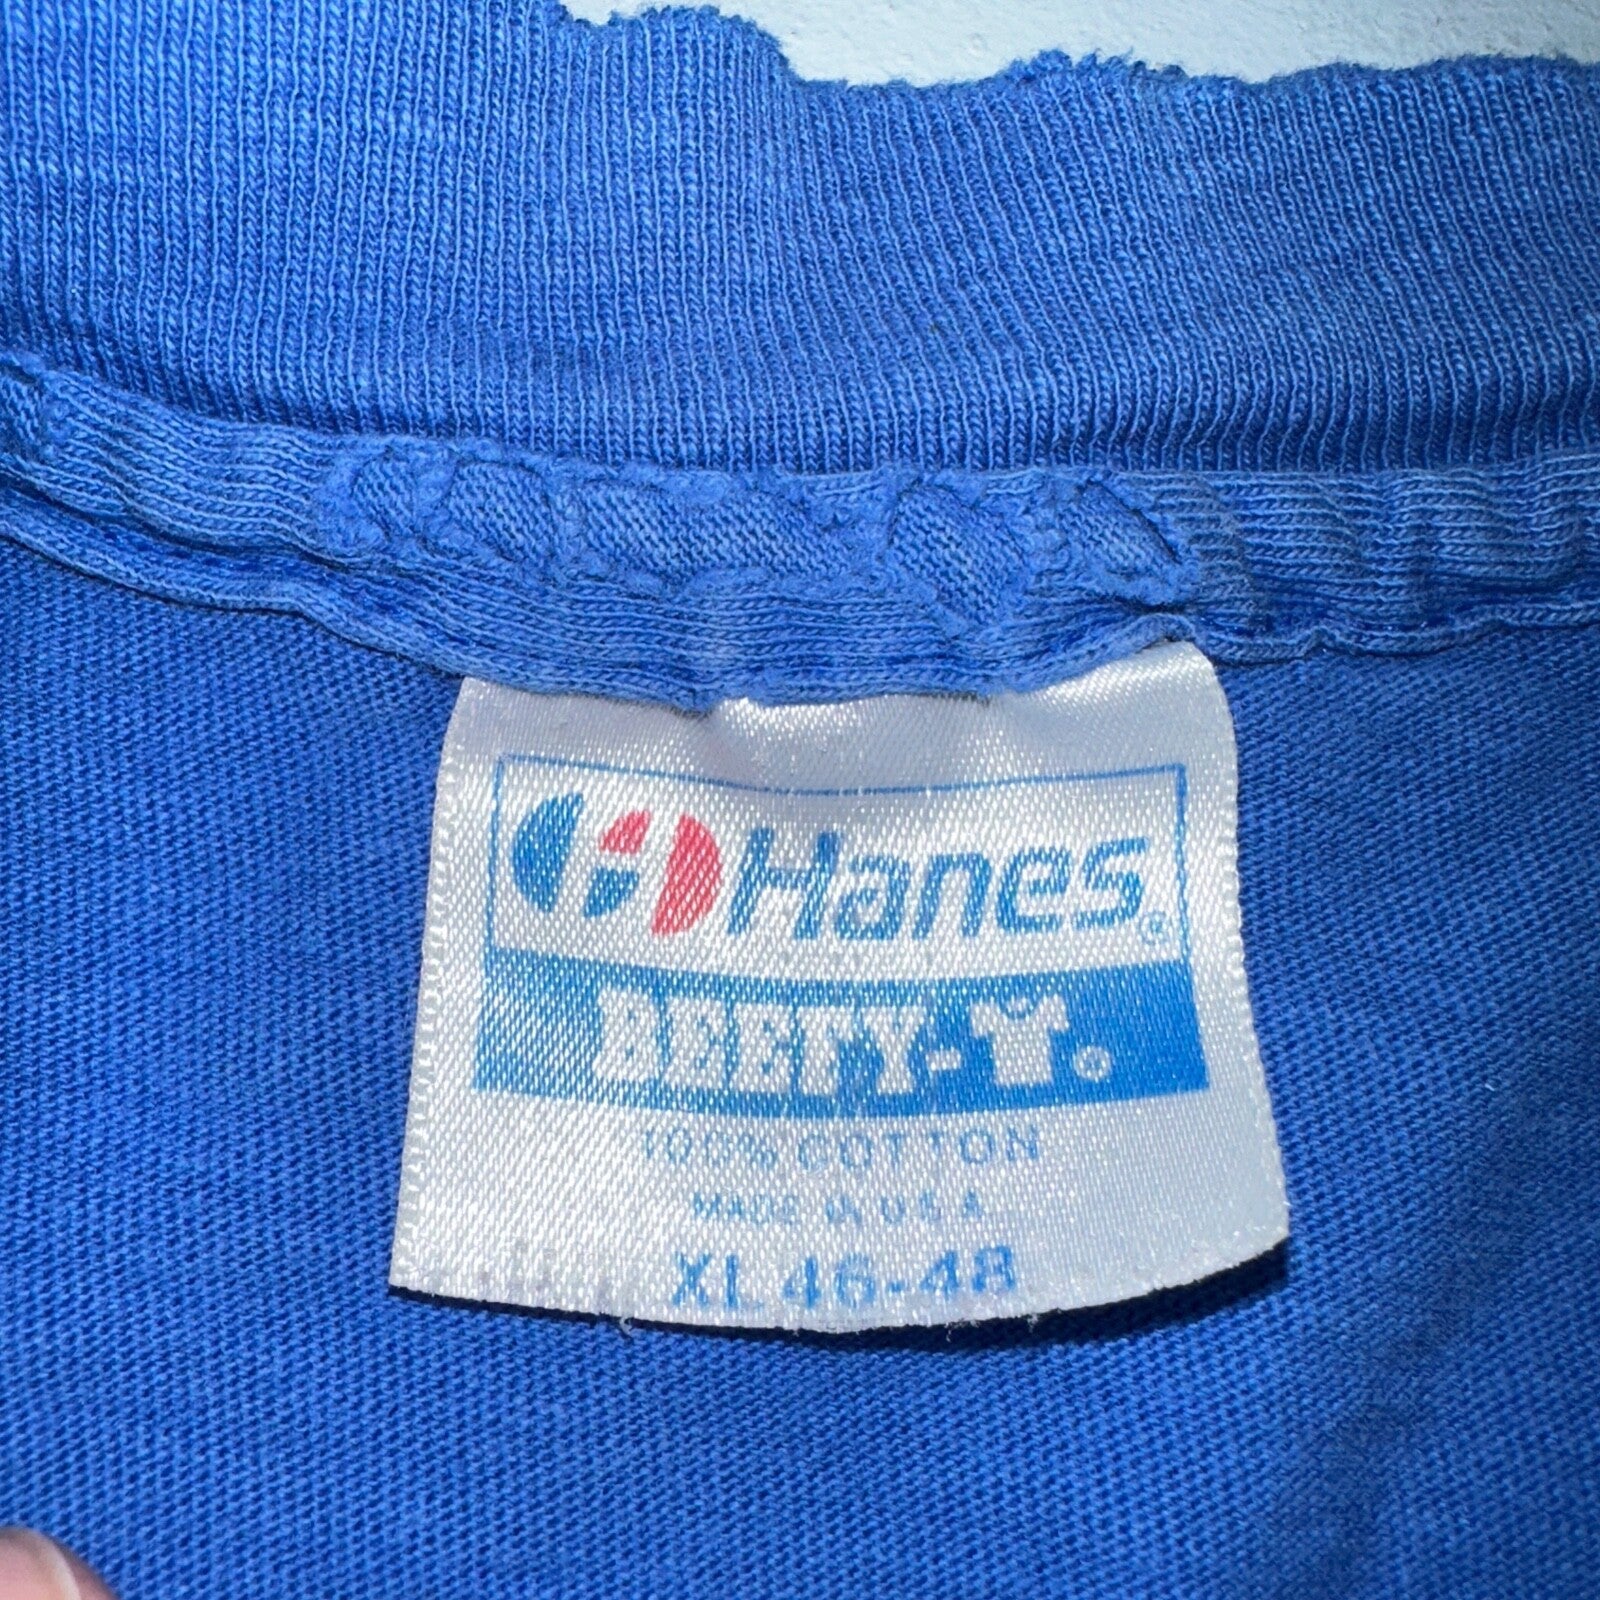 Hanes®
BEEFY-T®
100% COTTON
MADE IN U.S.A
XL 46-48